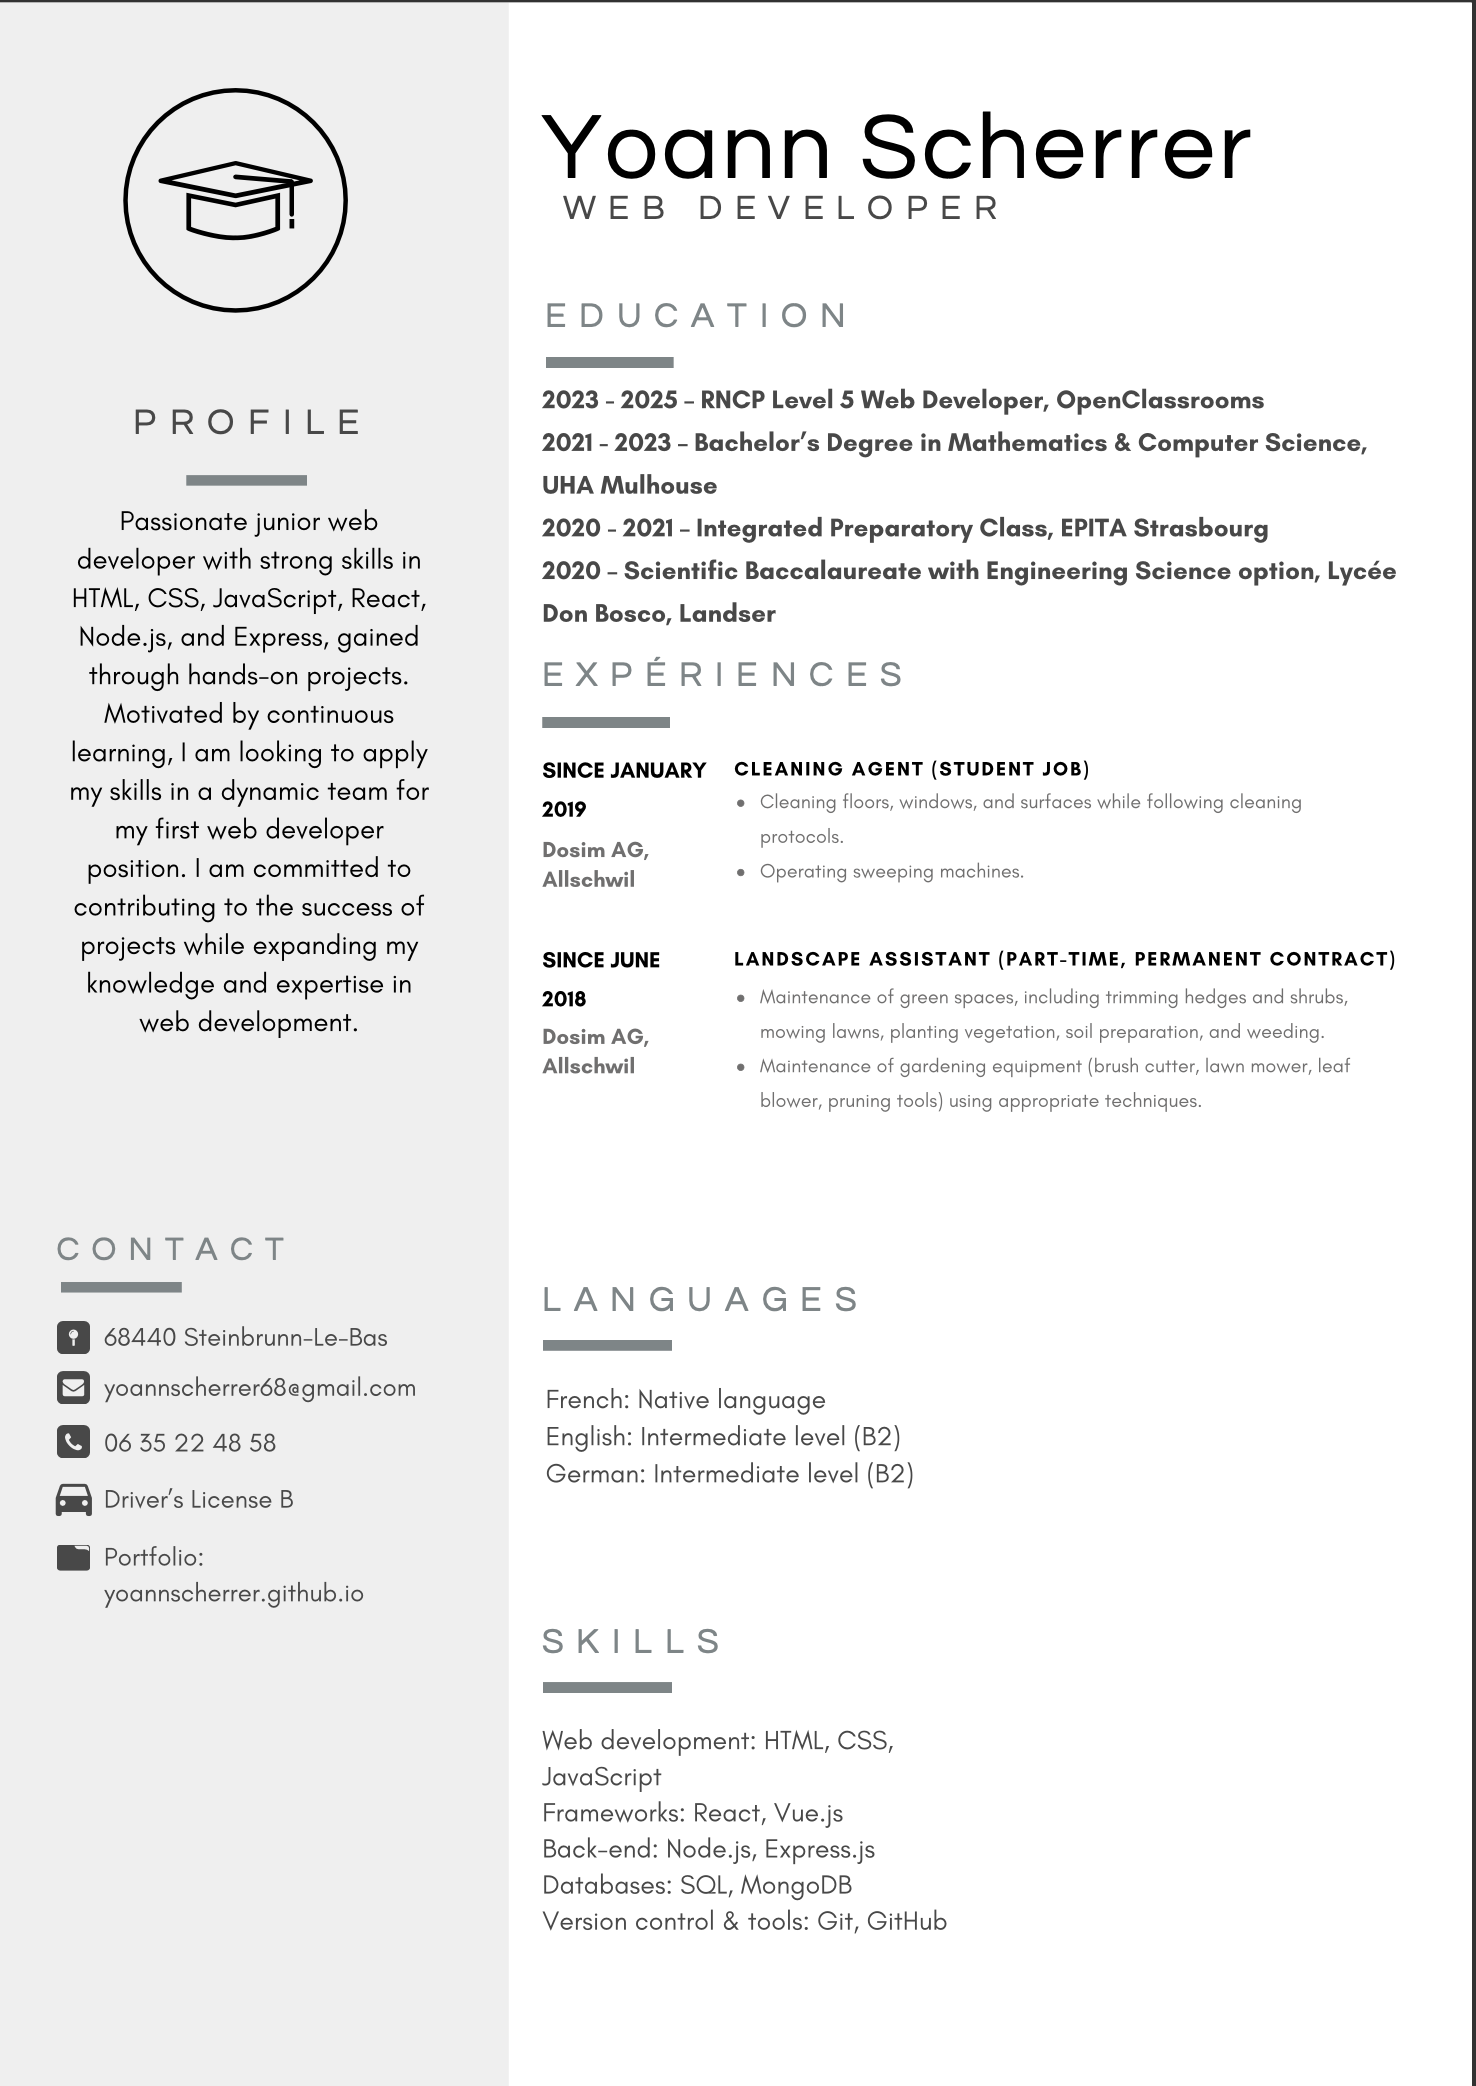 Yoann Scherrer
WEB DEVELOPER
PROFILE
Passionate junior web
developer with strong skills in
HTML, CSS, JavaScript, React,
Node.js, and Express, gained
through hands-on projects.
Motivated by continuous
learning, I am looking to apply
my skills in a dynamic team for
my first web developer
position. I am committed to
contributing to the success of
projects while expanding my
knowledge and expertise in
web development.
CONTACT
68440 Steinbrunn-Le-Bas
yoannscherrer68@gmail.com
06 35 22 48 58
Driver's License B
Portfolio:
yoannscherrer.github.io
EDUCATION
2023 - 2025 – RNCP Level 5 Web Developer, OpenClassrooms
2021 - 2023 – Bachelor's Degree in Mathematics & Computer Science,
UHA Mulhouse
2020 - 2021 – Integrated Preparatory Class, EPITA Strasbourg
2020 – Scientific Baccalaureate with Engineering Science option, Lycée
Don Bosco, Landser
EXPÉRIENCES
SINCE JANUARY
2019
Dosim AG,
Allschwil
CLEANING AGENT (STUDENT JOB)
• Cleaning floors, windows, and surfaces while following cleaning
protocols.
• Operating sweeping machines.
SINCE JUNE
2018
Dosim AG,
Allschwil
LANDSCAPE ASSISTANT (PART-TIME, PERMANENT CONTRACT)
• Maintenance of green spaces, including trimming hedges and shrubs,
mowing lawns, planting vegetation, soil preparation, and weeding.
• Maintenance of gardening equipment (brush cutter, lawn mower, leaf
blower, pruning tools) using appropriate techniques.
LANGUAGES
French: Native language
English: Intermediate level (B2)
German: Intermediate level (B2)
SKILLS
Web development: HTML, CSS,
JavaScript
Frameworks: React, Vue.js
Back-end: Node.js, Express.js
Databases: SQL, MongoDB
Version control & tools: Git, GitHub